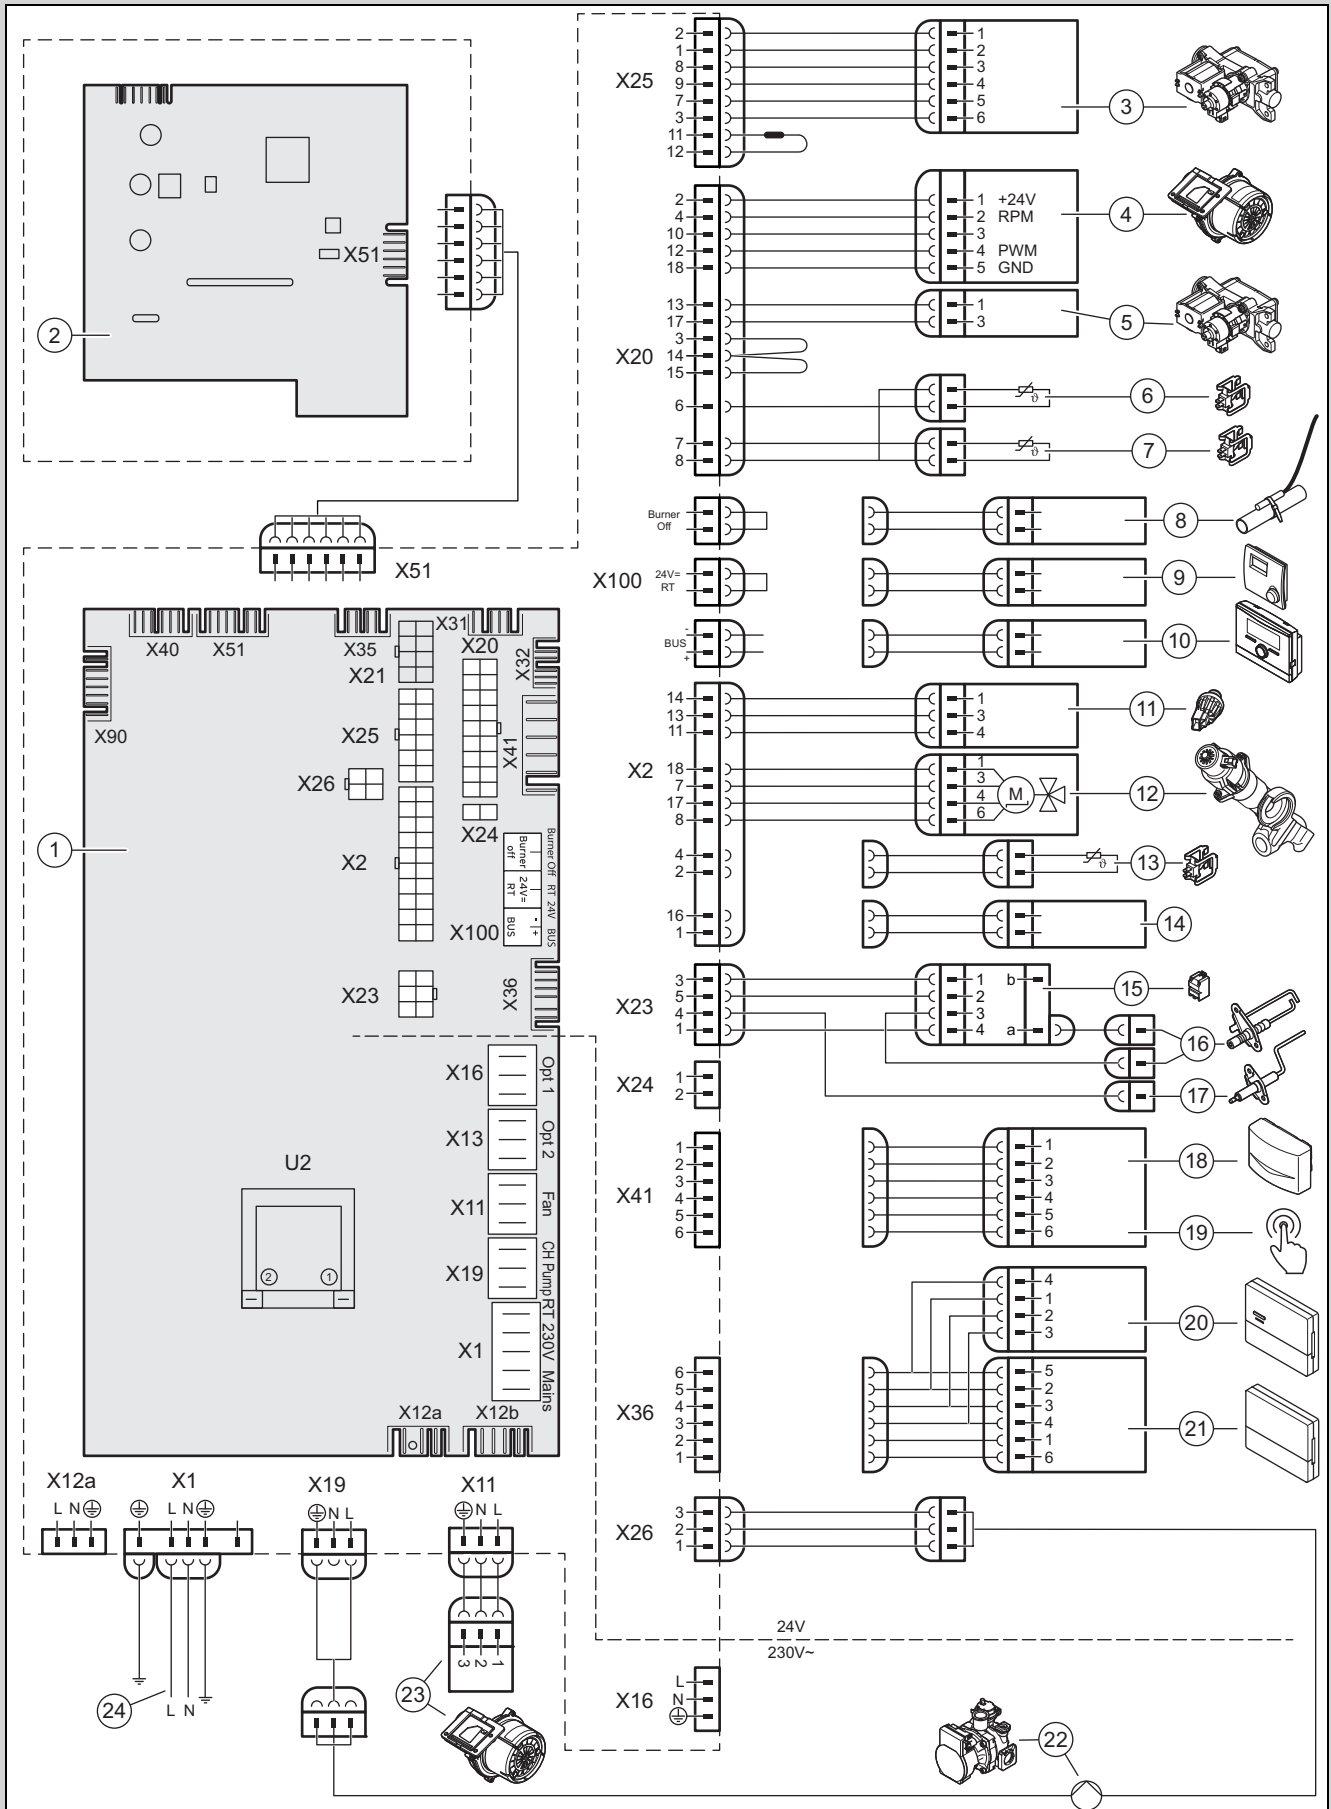 X25
2 1
1 2
8 3
9 4
7 5
3 6
11
12
3
2 1 +24V
4 2 RPM
10 3
12 4 PWM
18 5 GND
4
X20
13 1
17 3
5
3
14
15
6
6
7
8
7
X51
2
Burner
Off
8
X100
24V=
RT
9
-
BUS
+
10
X51
X40
X51
X35
X31
X21
X20
X32
X90
X25
X41
X26
X24
X2
X100
Burner
off
24V=
RT
BUS
- +
Burner Off
RT 24V
BUS
X23
X36
1
X16
Opt 1
X13
Opt 2
X11
Fan
X19
CH Pump
X1
RT 230V
Mains
U2
2
1
X12a
X12b
X2
14 1
13 3
11 4
11
18 1
7 3
17 4
8 6
M
12
4
2
13
16
1
14
X23
3 1 b
5 2
4 3
1 4 a
15
16
17
X24
1
2
X41
1 1
2 2
3 3
4 4
5 5
6 6
18
19
4
1
2
3
20
X36
6 5
5 2
4 3
3 4
2 1
1 6
21
X26
3
2
1
24V
230V~
X16
L
N
22
X12a
L N
X1
L N
X19
N L
X11
N L
3 2 1
23
24
L N
ϑ
ϑ
ϑ